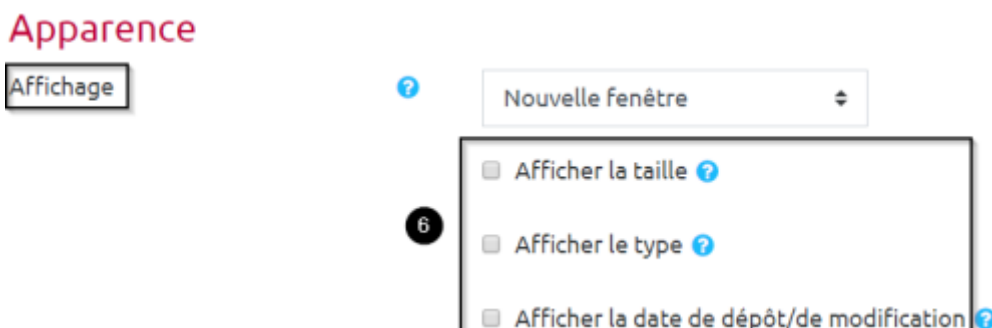 Apparence
Affichage ? Nouvelle fenêtre
Afficher la taille ?
6
Afficher le type ?
Afficher la date de dépôt/de modification ?